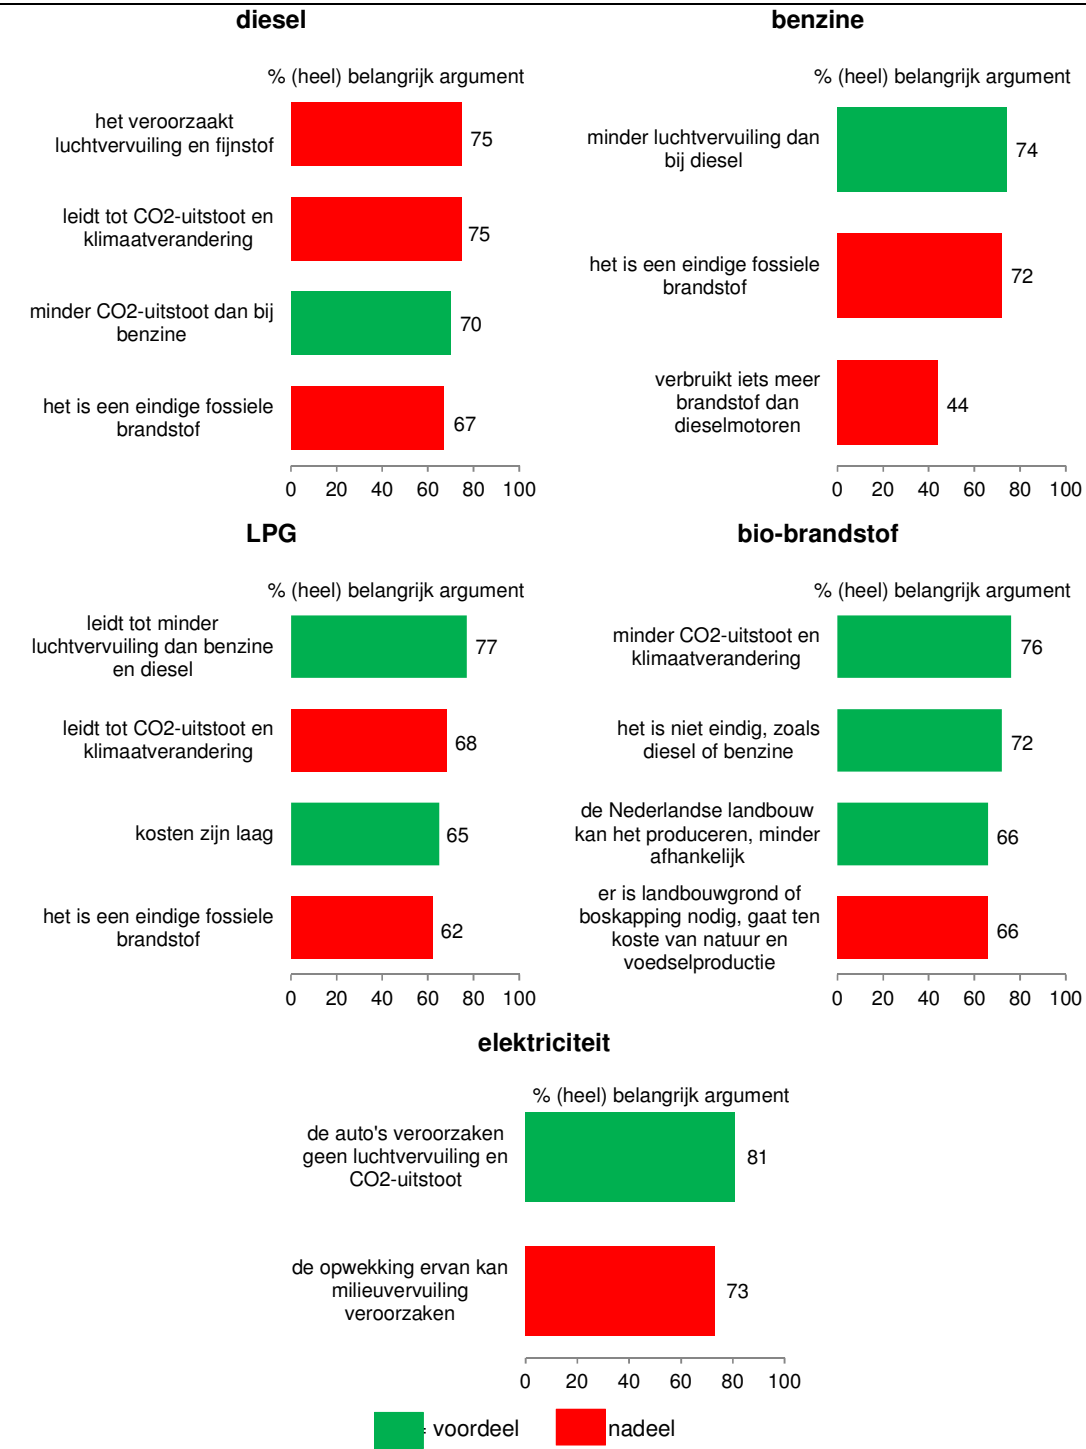 diesel
% (heel) belangrijk argument
het veroorzaakt
luchtvervuiling en fijnstof
75
leidt tot CO2-uitstoot en
klimaatverandering
75
minder CO2-uitstoot dan bij
benzine
70
het is een eindige fossiele
brandstof
67
0 20 40 60 80 100
benzine
% (heel) belangrijk argument
minder luchtvervuiling dan
bij diesel
74
het is een eindige fossiele
brandstof
72
verbruikt iets meer
brandstof dan
dieselmotoren
44
0 20 40 60 80 100
LPG
% (heel) belangrijk argument
leidt tot minder
luchtvervuiling dan benzine
en diesel
77
leidt tot CO2-uitstoot en
klimaatverandering
68
kosten zijn laag
65
het is een eindige fossiele
brandstof
62
0 20 40 60 80 100
bio-brandstof
% (heel) belangrijk argument
minder CO2-uitstoot en
klimaatverandering
76
het is niet eindig, zoals
diesel of benzine
72
de Nederlandse landbouw
kan het produceren, minder
afhankelijk
66
er is landbouwgrond of
boskapping nodig, gaat ten
koste van natuur en
voedselproductie
66
0 20 40 60 80 100
elektriciteit
% (heel) belangrijk argument
de auto's veroorzaken
geen luchtvervuiling en
CO2-uitstoot
81
de opwekking ervan kan
milieuvervuiling
veroorzaken
73
0 20 40 60 80 100
voordeel nadeel